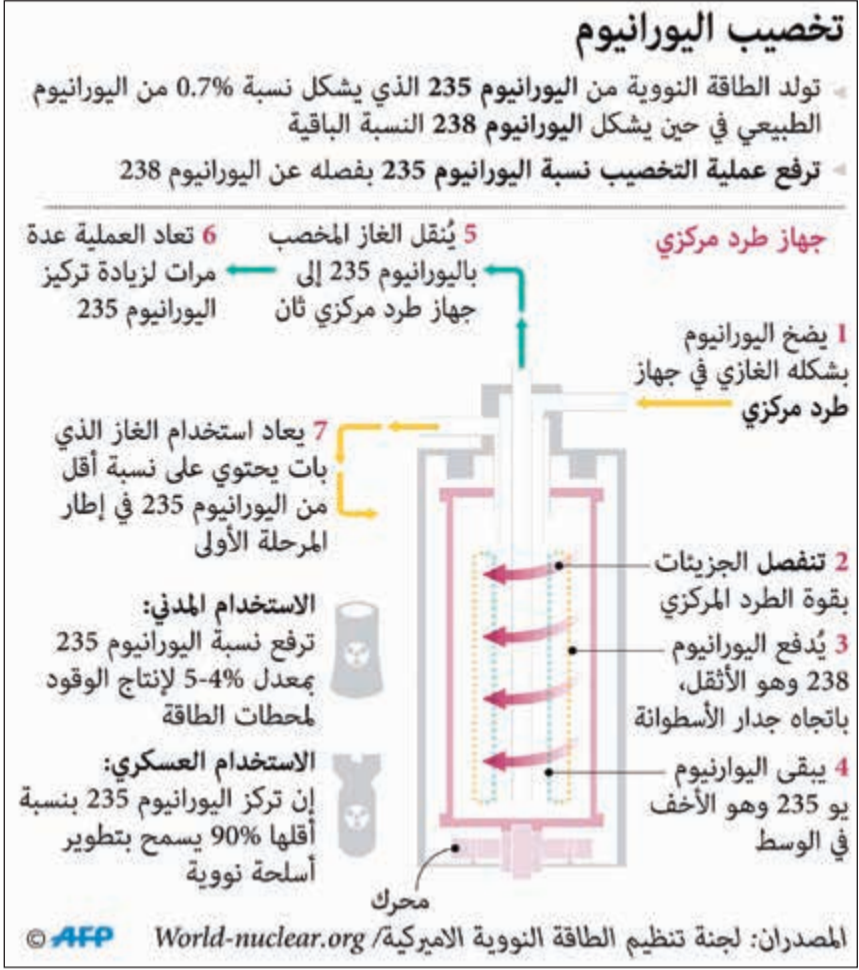 تخصيب اليورانيوم
تولد الطاقة النووية من اليورانيوم 235 الذي يشكل نسبة 0.7% من اليورانيوم
الطبيعي في حين يشكل اليورانيوم 238 النسبة الباقية
ترفع عملية التخصيب نسبة اليورانيوم 235 بفصله عن اليورانيوم 238
جهاز طرد مركزي
1 يضخ اليورانيوم
بشكله الغازي في جهاز
طرد مركزي
2 تنفصل الجزيئات
بقوة الطرد المركزي
3 يُدفع اليورانيوم
238 وهو الأثقل،
باتجاه جدار الأسطوانة
4 يبقى اليوارنيوم
يو 235 وهو الأخف
في الوسط
5 يُنقل الغاز المخصب
باليورانيوم 235 إلى
جهاز طرد مركزي ثان
6 تعاد العملية عدة
مرات لزيادة تركيز
اليورانيوم 235
7 يعاد استخدام الغاز الذي
بات يحتوي على نسبة أقل
من اليورانيوم 235 في إطار
المرحلة الأولى
الاستخدام المدني:
ترفع نسبة اليورانيوم 235
بمعدل 4%-5 لإنتاج الوقود
لمحطات الطاقة
الاستخدام العسكري:
إن تركز اليورانيوم 235 بنسبة
أقلها 90% يسمح بتطوير
أسلحة نووية
محرك
المصدران: لجنة تنظيم الطاقة النووية الاميركية/ World-nuclear.org
AFP ©